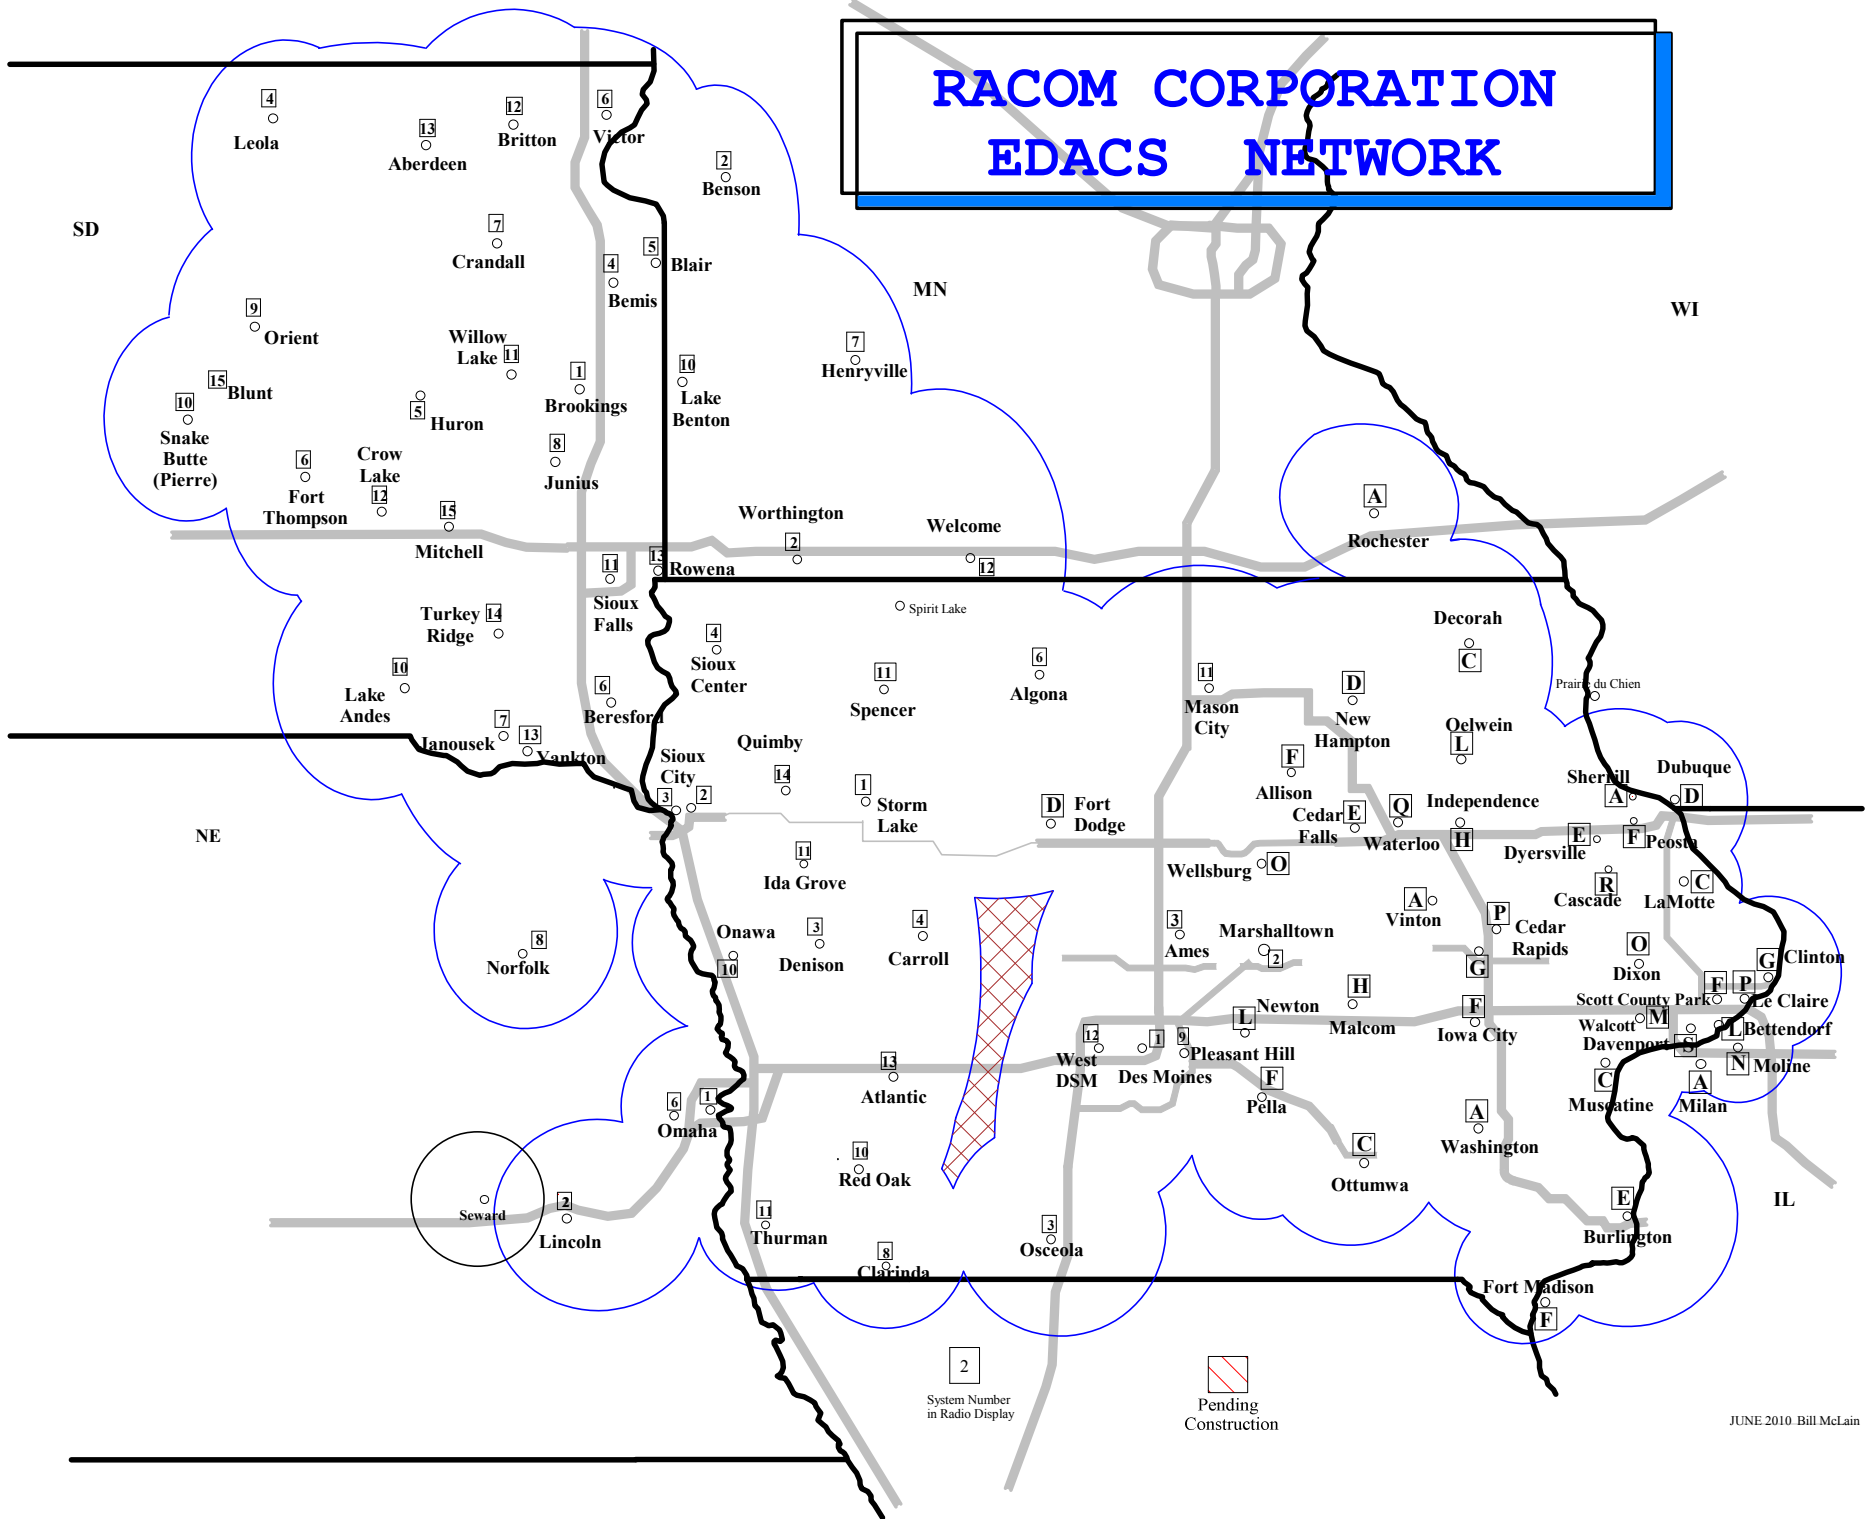 RACOM CORPORATION
EDACS NETWORK
4
Leola
13
Aberdeen
12
Britton
6
Victor
2
Benson
SD
7
Crandall
4
Bemis
5
Blair
MN
WI
9
Orient
Willow
Lake
11
15
Blunt
10
Snake
Butte
(Pierre)
5
Huron
1
Brookings
10
Lake
Benton
7
Henryville
6
Fort
Thompson
Crow
Lake
12
15
Mitchell
8
Junius
Worthington
2
Welcome
12
A
Rochester
11
Sioux
Falls
13
Rowena
Spirit Lake
Turkey
Ridge
14
10
Lake
Andes
7
Janousek
13
Yankton
6
Beresford
4
Sioux
Center
11
Spencer
6
Algona
11
Mason
City
D
New
Hampton
Decorah
C
Prairie du Chien
Oelwein
L
Sioux
City
3
2
Quimby
14
1
Storm
Lake
D
Fort
Dodge
F
Allison
Cedar
Falls
E
Q
Waterloo
Independence
H
Sherrill
A
Dubuque
D
Dyersville
E
F
Peosta
NE
11
Ida Grove
Wellsburg
O
R
Cascade
C
LaMotte
A
Vinton
P
Cedar
Rapids
G
8
Norfolk
Onawa
10
3
Denison
4
Carroll
3
Ames
Marshalltown
2
O
Dixon
G
Clinton
H
Malcom
Newton
L
F
Iowa City
F
Scott County Park
P
Le Claire
Walcott
M
Davenport
S
L
Bettendorf
N
Moline
12
West
DSM
1
Des Moines
9
Pleasant Hill
F
Pella
13
Atlantic
C
Muscatine
A
Milan
6
1
Omaha
A
Washington
10
Red Oak
C
Ottumwa
Seward
2
Lincoln
11
Thurman
8
Clarinda
3
Osceola
E
Burlington
IL
Fort Madison
F
2
System Number
in Radio Display
Pending
Construction
JUNE 2010 Bill McLain